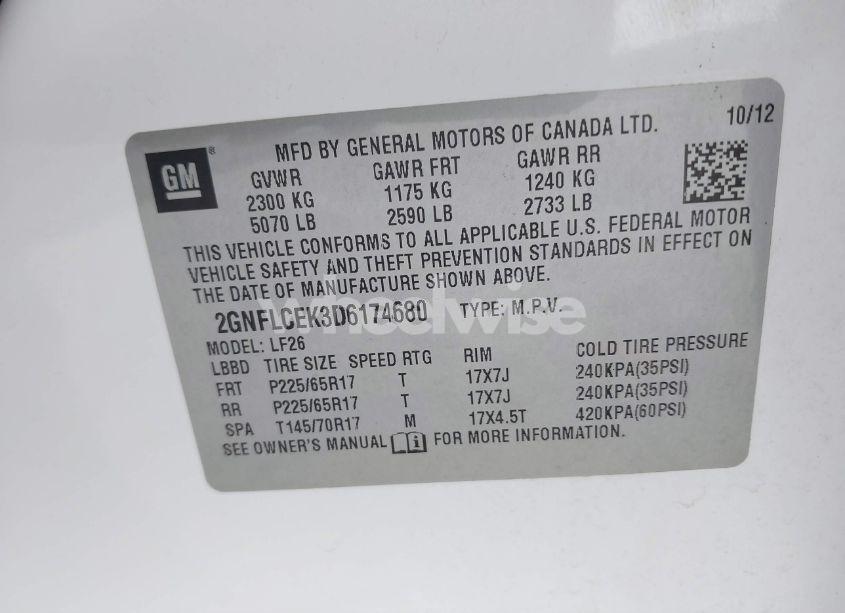 MFD BY GENERAL MOTORS OF CANADA LTD. 10/12
GM®
GVWR GAWR FRT GAWR RR
2300 KG 1175 KG 1240 KG
5070 LB 2590 LB 2733 LB
THIS VEHICLE CONFORMS TO ALL APPLICABLE U.S. FEDERAL MOTOR
VEHICLE SAFETY AND THEFT PREVENTION STANDARDS IN EFFECT ON
THE DATE OF MANUFACTURE SHOWN ABOVE.
2GNFLCEK3D6174680 TYPE: M.P.V.
wheelwise
MODEL: LF26
LBBD TIRE SIZE SPEED RTG RIM COLD TIRE PRESSURE
FRT P225/65R17 T 17X7J 240KPA(35PSI)
RR P225/65R17 T 17X7J 240KPA(35PSI)
SPA T145/70R17 M 17X4.5T 420KPA(60PSI)
SEE OWNER'S MANUAL i FOR MORE INFORMATION.